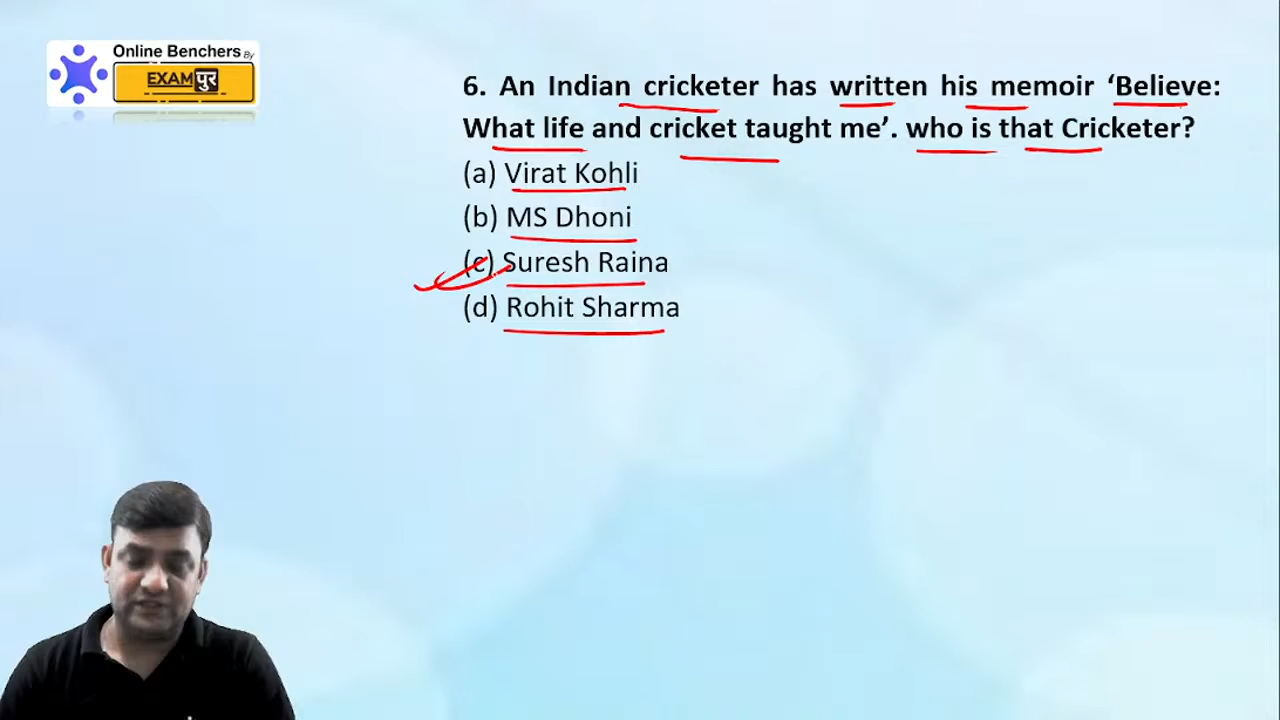 Online Benchers By
EXAMपुर
6. An Indian cricketer has written his memoir ‘Believe:
What life and cricket taught me’. who is that Cricketer?
(a) Virat Kohli
(b) MS Dhoni
(c) Suresh Raina
(d) Rohit Sharma